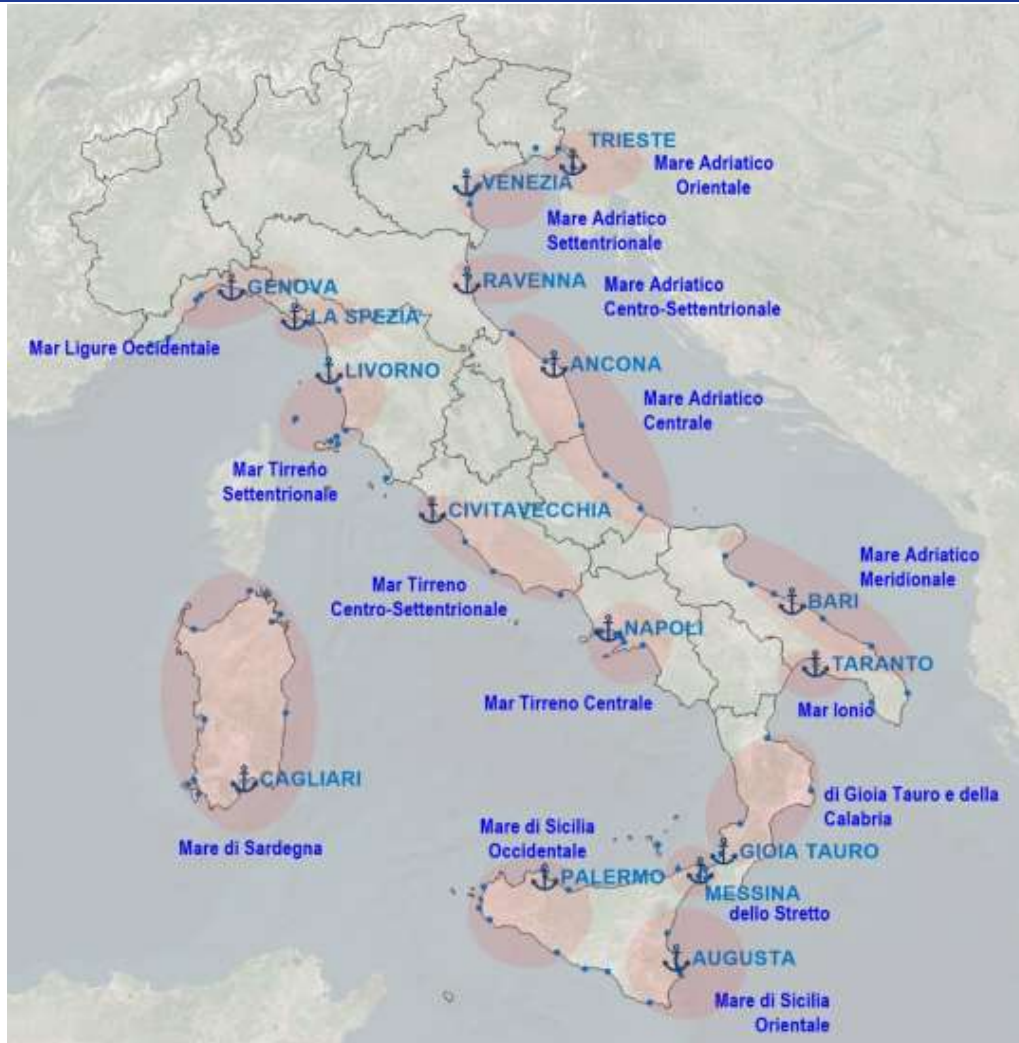 TRIESTE
Mare Adriatico
Orientale
VENEZIA
Mare Adriatico
Settentrionale
RAVENNA
Mare Adriatico
Centro-Settentrionale
GENOVA
LA SPEZIA
Mar Ligure Occidentale
LIVORNO
ANCONA
Mare Adriatico
Centrale
Mar Tirreno
Settentrionale
CIVITAVECCHIA
Mar Tirreno
Centro-Settentrionale
Mare Adriatico
Meridionale
BARI
NAPOLI
TARANTO
Mar Tirreno Centrale
Mar Ionio
CAGLIARI
Mare di Sardegna
di Gioia Tauro e della
Calabria
Mare di Sicilia
Occidentale
GIOIA TAURO
PALERMO
MESSINA
dello Stretto
AUGUSTA
Mare di Sicilia
Orientale